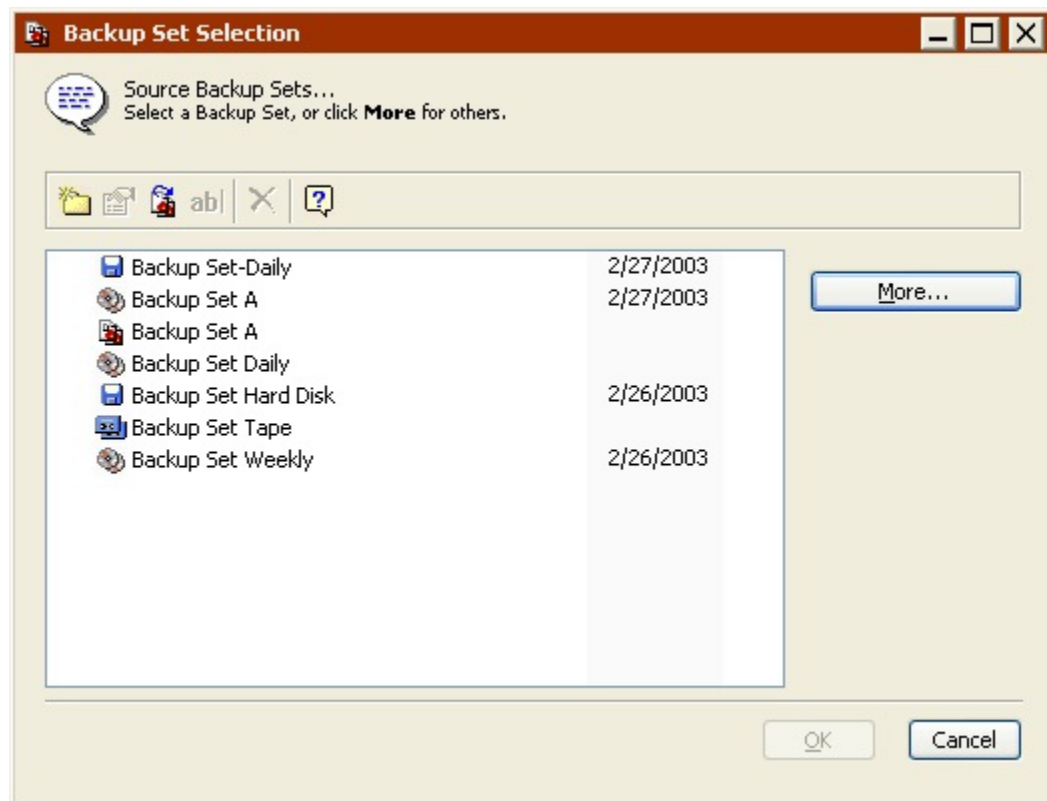 Backup Set Selection
Source Backup Sets...
Select a Backup Set, or click More for others.
ab|
Backup Set-Daily 2/27/2003
Backup Set A 2/27/2003
More...
Backup Set A
Backup Set Daily
Backup Set Hard Disk 2/26/2003
Backup Set Tape
Backup Set Weekly 2/26/2003
OK Cancel